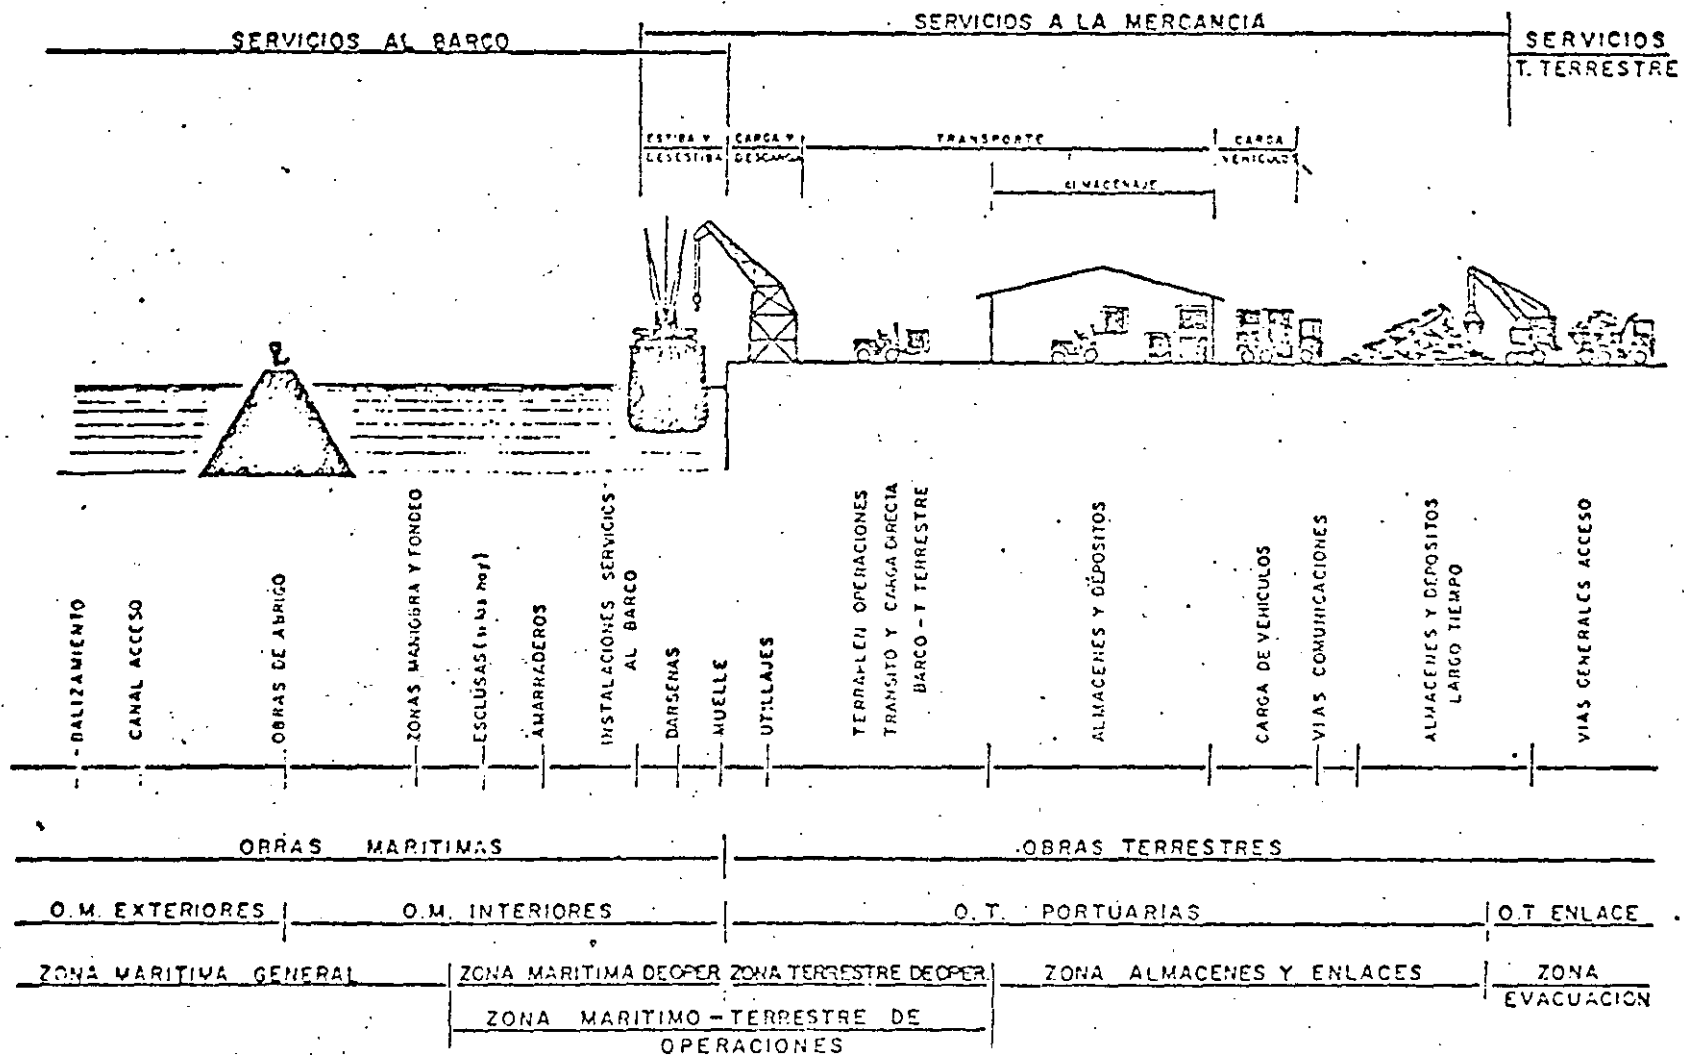 SERVICIOS AL BARCO
SERVICIOS A LA MERCANCIA
SERVICIOS
T. TERRESTRE
ESTIBA Y
DESESTIBA
CARGA Y
DESCARGA
TRANSPORTE
CARGA
VEHICULOS
ALMACENAJE
BALIZAMIENTO
CANAL ACCESO
OBRAS DE ABRIGO
ZONAS MANIOBRA Y FONDEO
ESCLUSAS (si las hay)
AMARRADEROS
INSTALACIONES SERVICIOS
AL BARCO
DARSENAS
MUELLE
UTILLAJES
TERRAPLEN OPERACIONES
TRANSITO Y CARGA DIRECTA
BARCO - T TERRESTRE
ALMACENES Y DEPOSITOS
CARGA DE VEHICULOS
VIAS COMUNICACIONES
ALMACENES Y DEPOSITOS
LARGO TIEMPO
VIAS GENERALES ACCESO
OBRAS MARITIMAS
OBRAS TERRESTRES
O.M. EXTERIORES
O.M. INTERIORES
O.T. PORTUARIAS
O.T ENLACE
ZONA MARITIMA GENERAL
ZONA MARITIMA DE OPER
ZONA TERRESTRE DE OPER.
ZONA ALMACENES Y ENLACES
ZONA
EVACUACION
ZONA MARITIMO - TERRESTRE DE
OPERACIONES